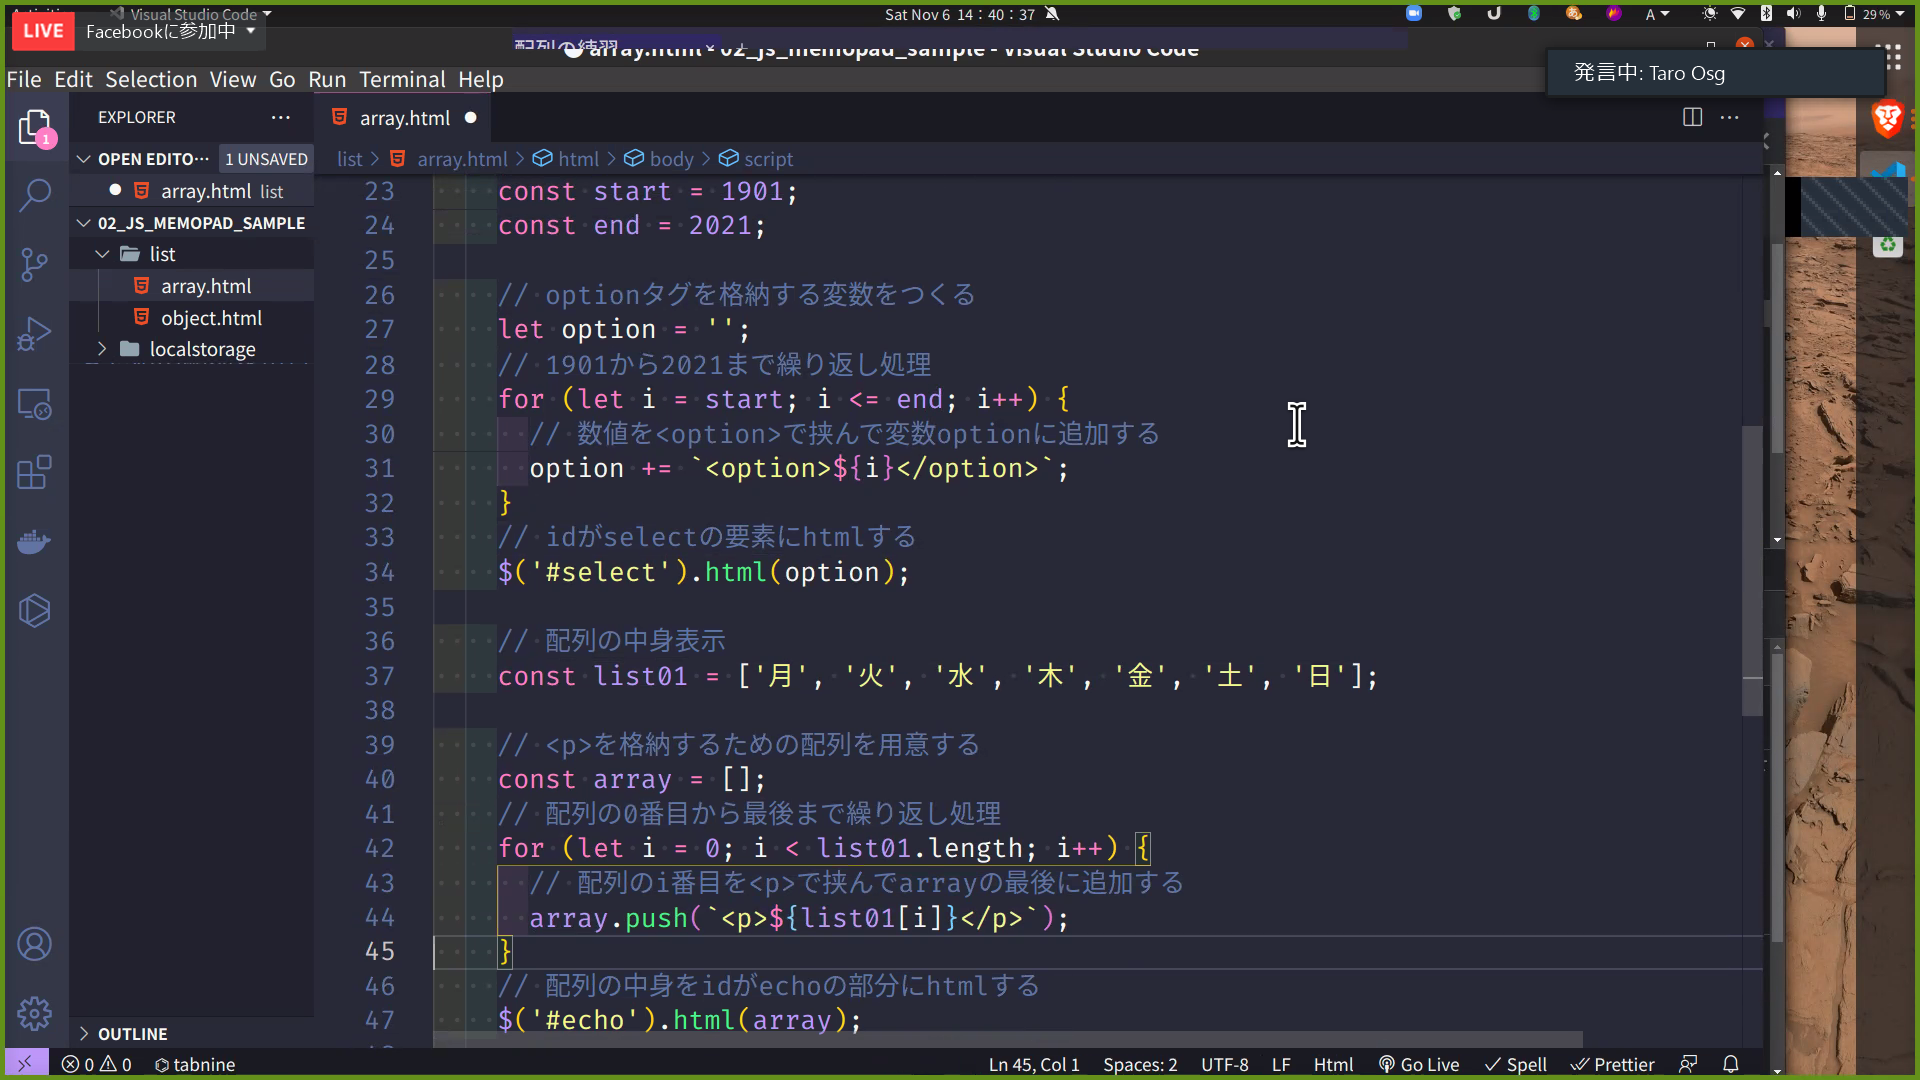 Visual Studio Code
Sat Nov 6 14:40:37
A
29%
LIVE
Facebookに参加中
配列の練習
array.html - 02_js_memopad_sample - Visual Studio Code
発言中: Taro Osg
File Edit Selection View Go Run Terminal Help
EXPLORER
array.html
OPEN EDITO… 1 UNSAVED
list > array.html > html > body > script
array.html list
02_JS_MEMOPAD_SAMPLE
list
array.html
object.html
localstorage
OUTLINE
1
23 const start = 1901;
24 const end = 2021;
25
26 // optionタグを格納する変数をつくる
27 let option = '';
28 // 1901から2021まで繰り返し処理
29 for (let i = start; i <= end; i++) {
30 // 数値を<option>で挟んで変数optionに追加する
31 option += `<option>${i}</option>`;
32 }
33 // idがselectの要素にhtmlする
34 $('#select').html(option);
35
36 // 配列の中身表示
37 const list01 = ['月', '火', '水', '木', '金', '土', '日'];
38
39 // <p>を格納するための配列を用意する
40 const array = [];
41 // 配列の0番目から最後まで繰り返し処理
42 for (let i = 0; i < list01.length; i++) {
43 // 配列のi番目を<p>で挟んでarrayの最後に追加する
44 array.push(`<p>${list01[i]}</p>`);
45 }
46 // 配列の中身をidがechoの部分にhtmlする
47 $('#echo').html(array);
0 0 tabnine Ln 45, Col 1 Spaces: 2 UTF-8 LF Html Go Live Spell Prettier